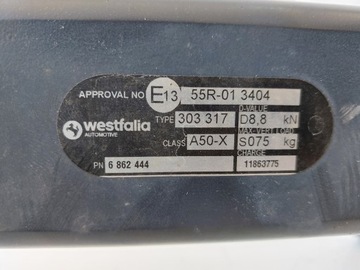 APPROVAL NO E13 55R-01 3404
D-VALUE
westfalia TYPE 303 317 D8,8 kN
AUTOMOTIVE
MAX-VERT LOAD
CLASS A50-X S075 kg
CHARGE
PN 6 862 444 11863775